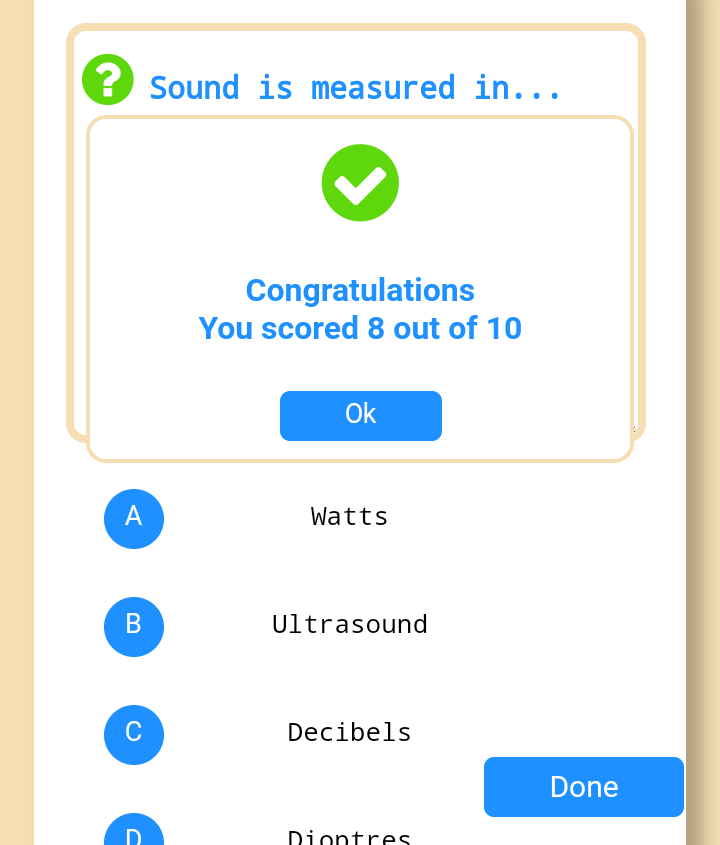 Sound is measured in...
Congratulations
You scored 8 out of 10
Ok
A Watts
B Ultrasound
C Decibels
Done
D Dioptres